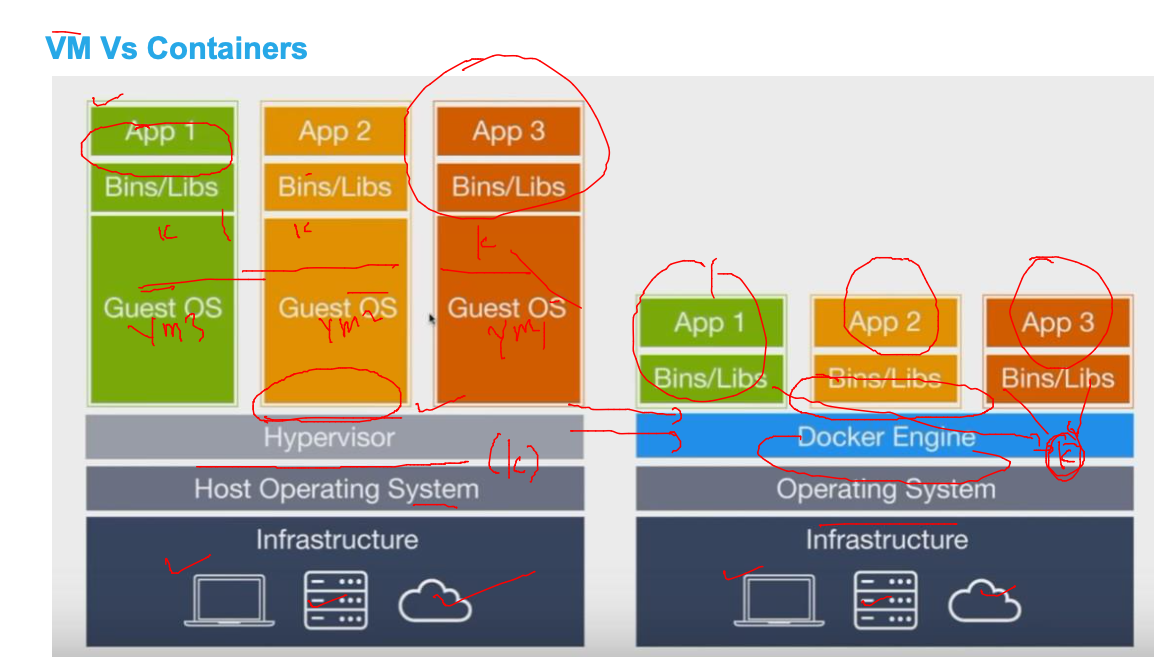 VM Vs Containers
App 1
App 2
App 3
Bins/Libs
Bins/Libs
Bins/Libs
k
k
k
Guest OS
Guest OS
Guest OS
Vm3
Vm2
Vm1
Hypervisor
(k)
Host Operating System
Infrastructure
App 1
App 2
App 3
Bins/Libs
Bins/Libs
Bins/Libs
Docker Engine
k
Operating System
Infrastructure